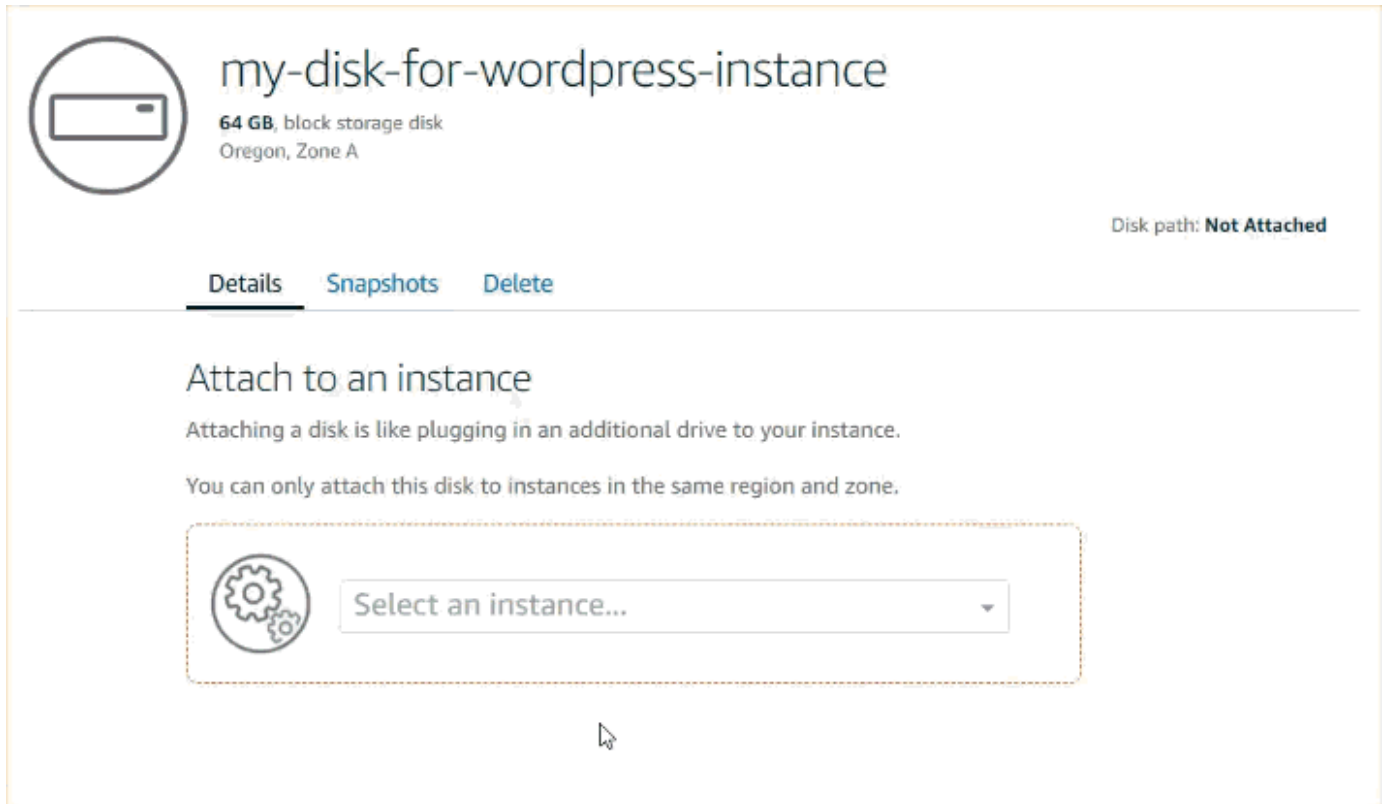 my-disk-for-wordpress-instance
64 GB, block storage disk
Oregon, Zone A
Disk path: Not Attached
Details Snapshots Delete
Attach to an instance
Attaching a disk is like plugging in an additional drive to your instance.
You can only attach this disk to instances in the same region and zone.
Select an instance...